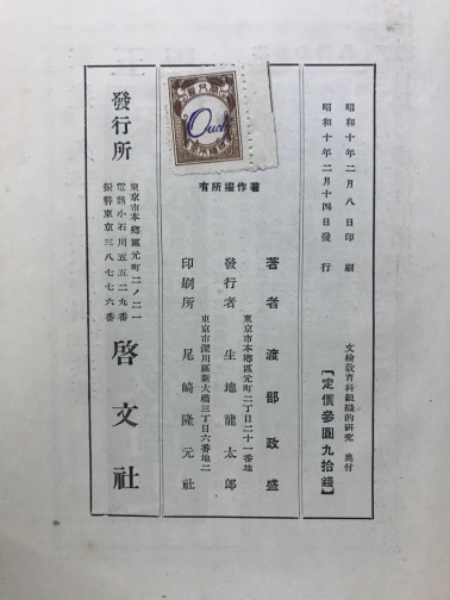 昭和十年二月八日印刷
昭和十年二月十四日發行
文檢敎育科組織的研究 奥付
【定價參圓九拾錢】
有所權作著
著者 渡部政盛
東京市本鄕區元町二丁目二十一番地
發行者 生地龍太郎
東京市深川區新大橋三丁目六番地二
印刷所 尾崎隆元社
發行所
東京市本鄕區元町二ノ二一
電話小石川五五二九番
振替東京三八七七六番
啓文社